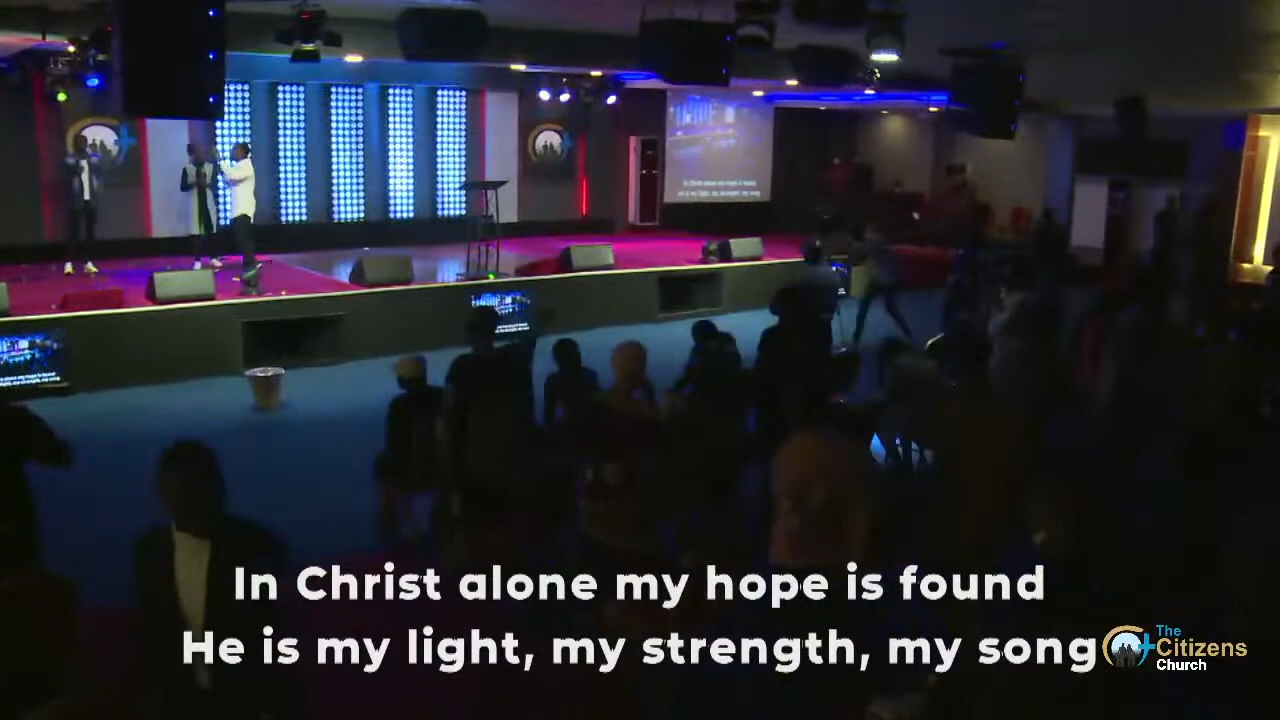 In Christ alone my hope is found
He is my light, my strength, my song
The
Citizens
Church